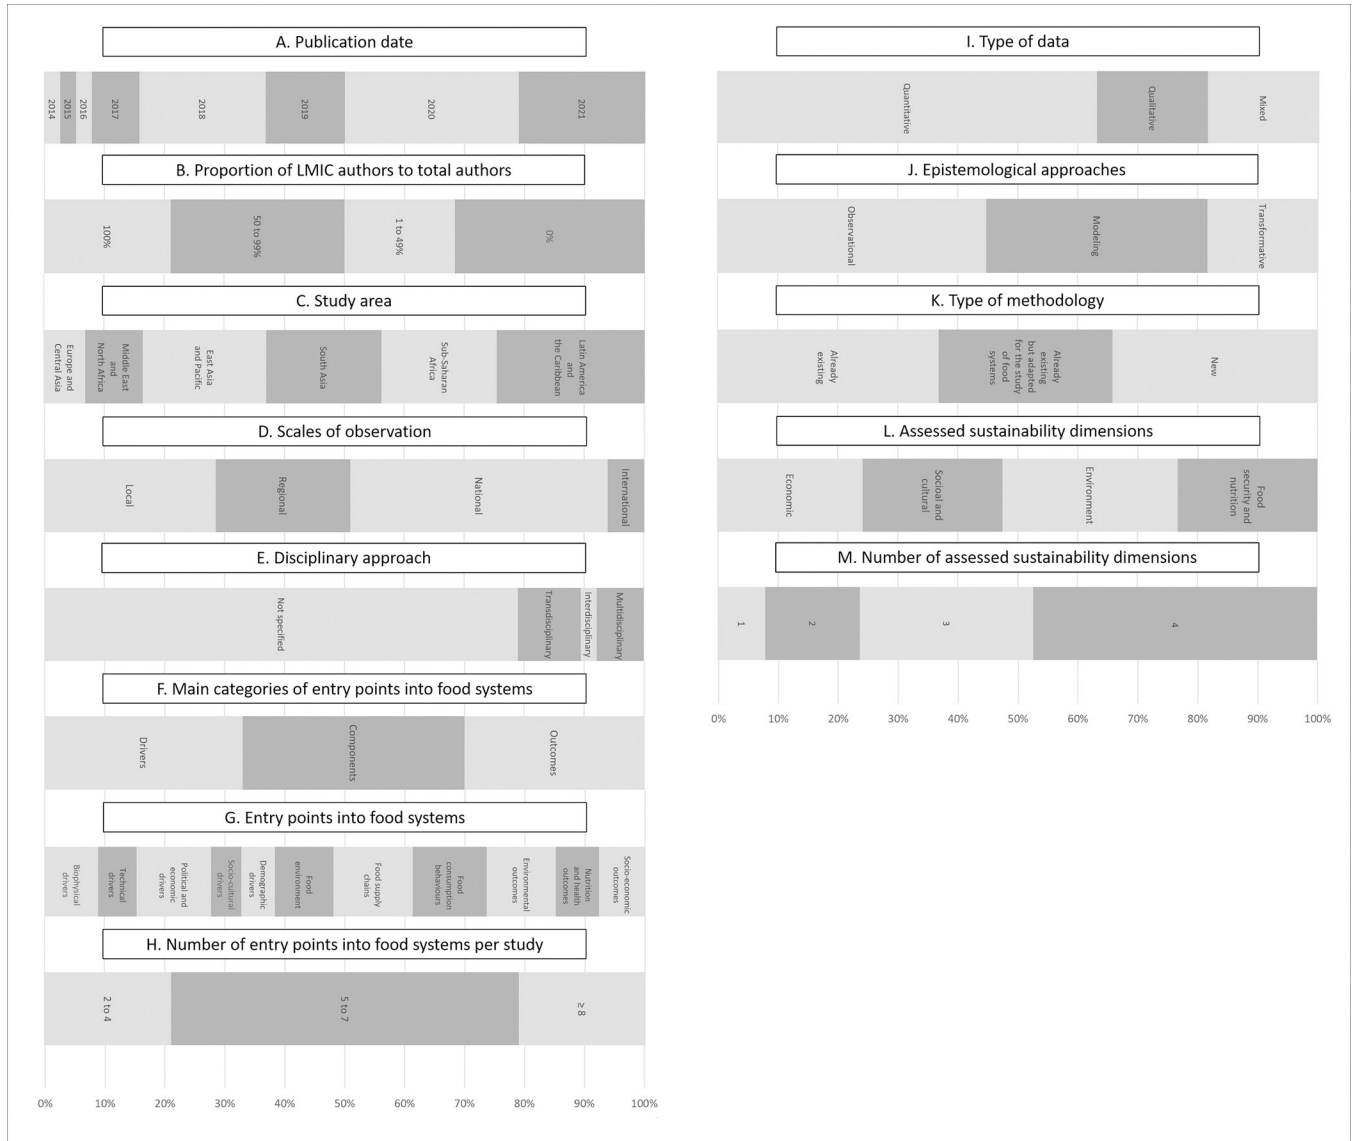 A. Publication date
2014
2015
2016
2017
2018
2019
2020
2021
B. Proportion of LMIC authors to total authors
100%
50 to 99%
1 to 49%
0%
C. Study area
Europe and
Central Asia
Middle East
and
North Africa
East Asia
and Pacific
South Asia
Sub-Saharan
Africa
Latin America
and
the Caribbean
D. Scales of observation
Local
Regional
National
International
E. Disciplinary approach
Not specified
Transdisciplinary
Interdisciplinary
Multidisciplinary
F. Main categories of entry points into food systems
Drivers
Components
Outcomes
G. Entry points into food systems
Biophysical
drivers
Technical
drivers
Political and
economic
drivers
Socio-cultural
drivers
Demographic
drivers
Food
environment
Food supply
chains
Food
consumption
behaviours
Environmental
outcomes
Nutrition
and health
outcomes
Socio-economic
outcomes
H. Number of entry points into food systems per study
2 to 4
5 to 7
≥ 8
0% 10% 20% 30% 40% 50% 60% 70% 80% 90% 100%
I. Type of data
Quantitative
Qualitative
Mixed
J. Epistemological approaches
Observational
Modeling
Transformative
K. Type of methodology
Already
existing
Already
existing
but adapted
for the study
of food
systems
New
L. Assessed sustainability dimensions
Economic
Socioal and
cultural
Environment
Food
security and
nutrition
M. Number of assessed sustainability dimensions
1
2
3
4
0% 10% 20% 30% 40% 50% 60% 70% 80% 90% 100%